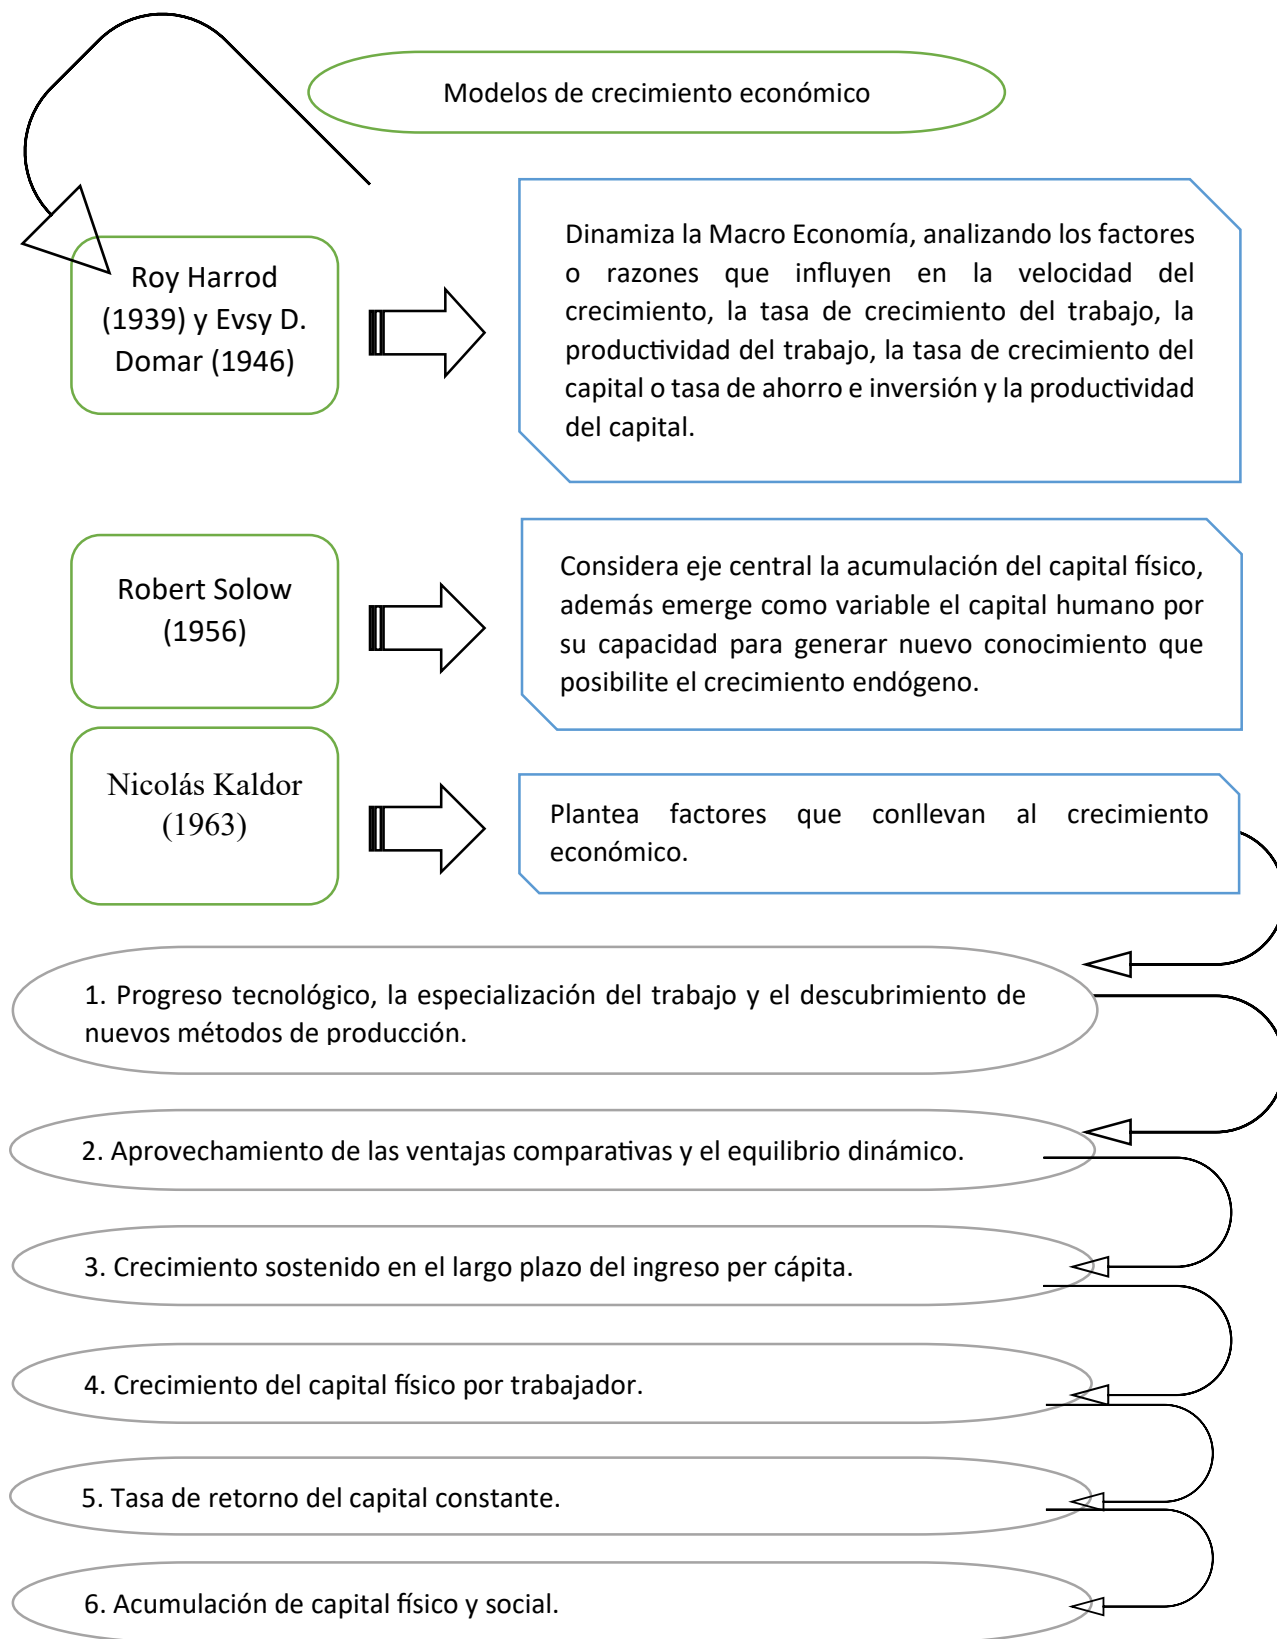 Modelos de crecimiento económico
Roy Harrod
(1939) y Evsy D.
Domar (1946)
Dinamiza la Macro Economía, analizando los factores
o razones que influyen en la velocidad del
crecimiento, la tasa de crecimiento del trabajo, la
productividad del trabajo, la tasa de crecimiento del
capital o tasa de ahorro e inversión y la productividad
del capital.
Robert Solow
(1956)
Considera eje central la acumulación del capital físico,
además emerge como variable el capital humano por
su capacidad para generar nuevo conocimiento que
posibilite el crecimiento endógeno.
Nicolás Kaldor
(1963)
Plantea factores que conllevan al crecimiento
económico.
1. Progreso tecnológico, la especialización del trabajo y el descubrimiento de
nuevos métodos de producción.
2. Aprovechamiento de las ventajas comparativas y el equilibrio dinámico.
3. Crecimiento sostenido en el largo plazo del ingreso per cápita.
4. Crecimiento del capital físico por trabajador.
5. Tasa de retorno del capital constante.
6. Acumulación de capital físico y social.